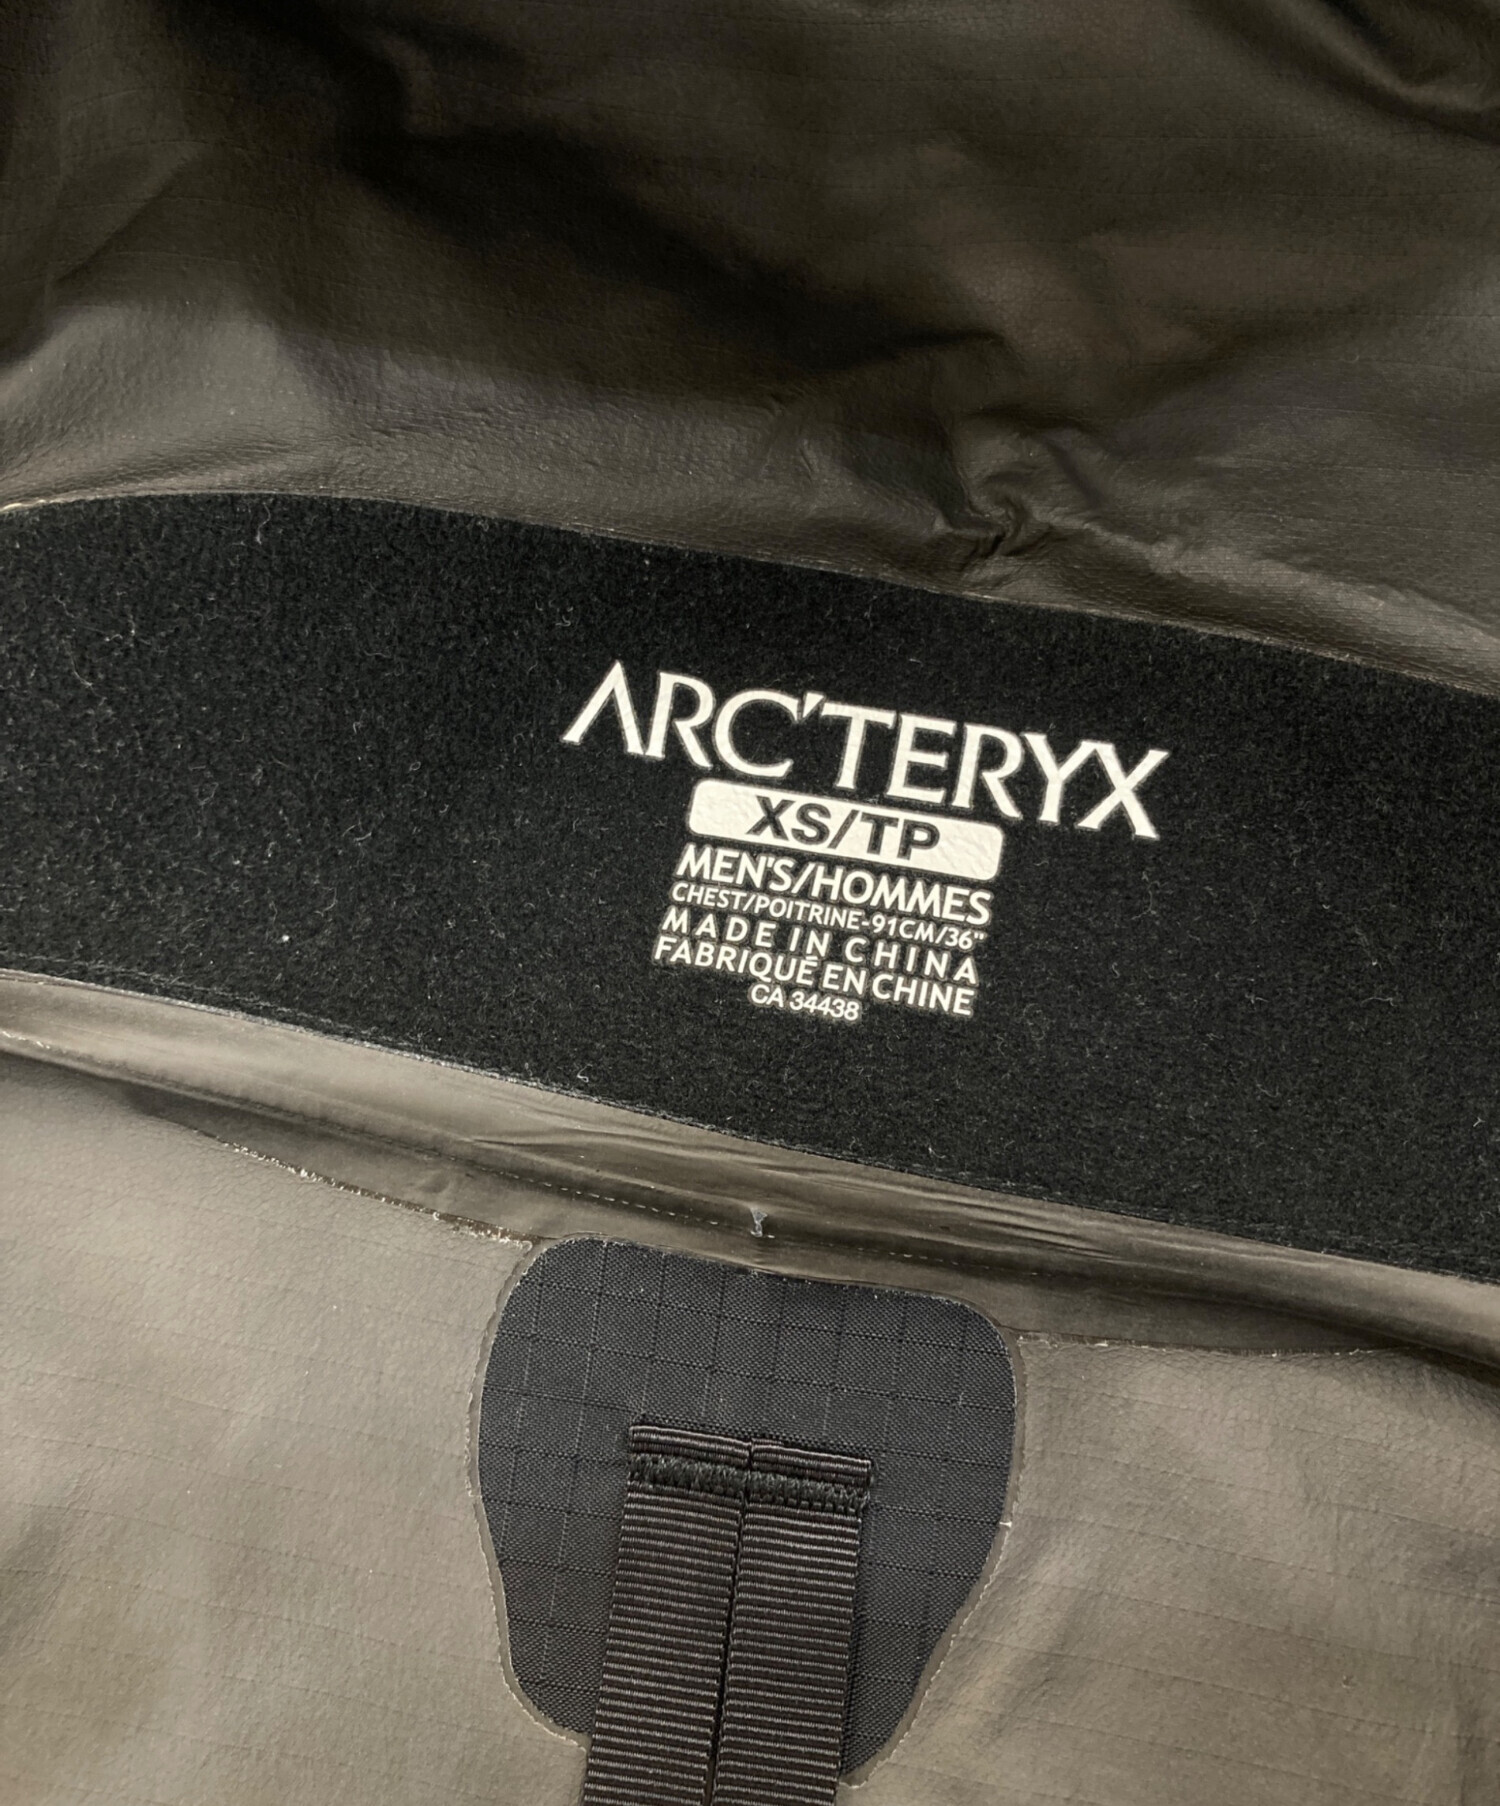 ARC'TERYX
XS/TP
MEN'S/HOMMES
CHEST/POITRINE-91CM/36"
MADE IN CHINA
FABRIQUÉ EN CHINE
CA 34438